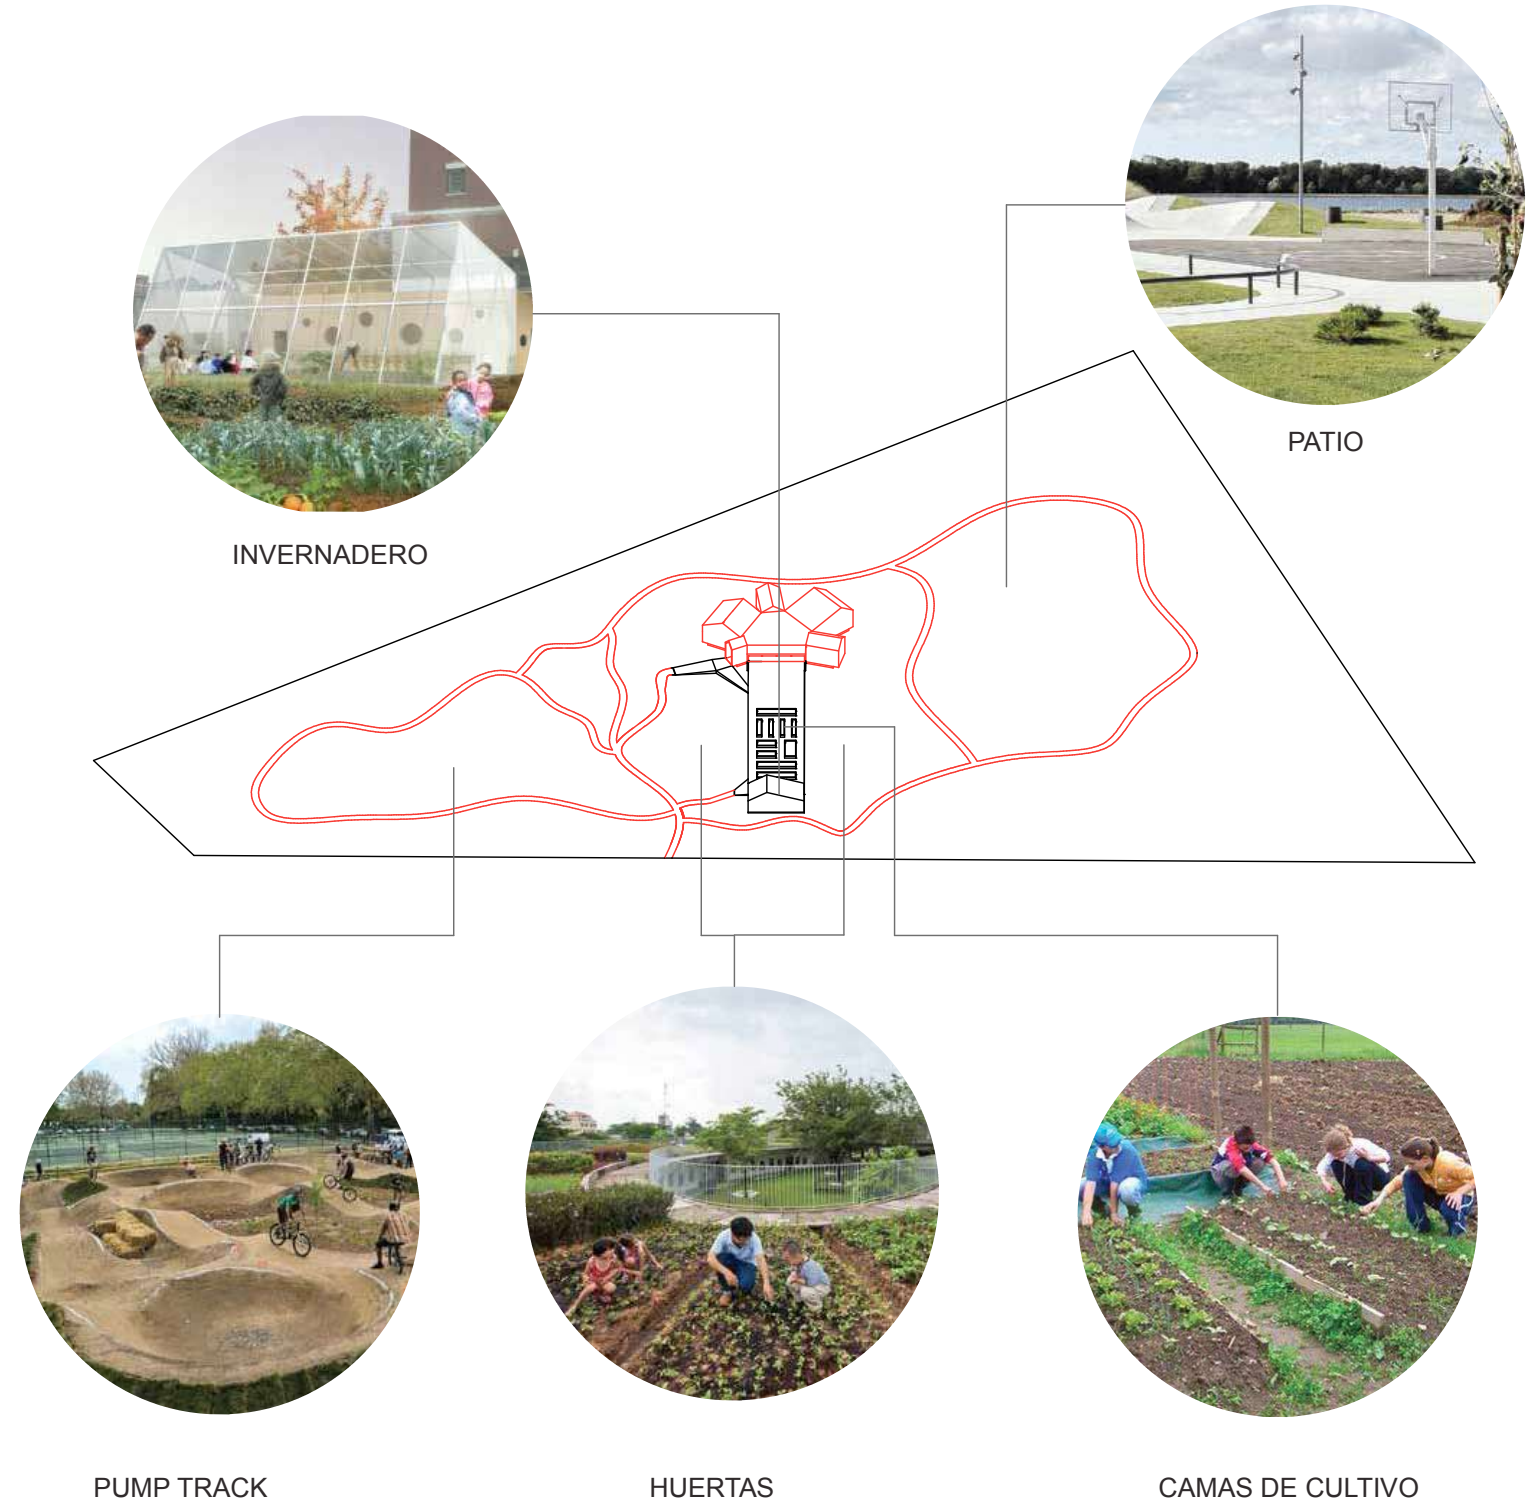 PATIO
INVERNADERO
PUMP TRACK
HUERTAS
CAMAS DE CULTIVO